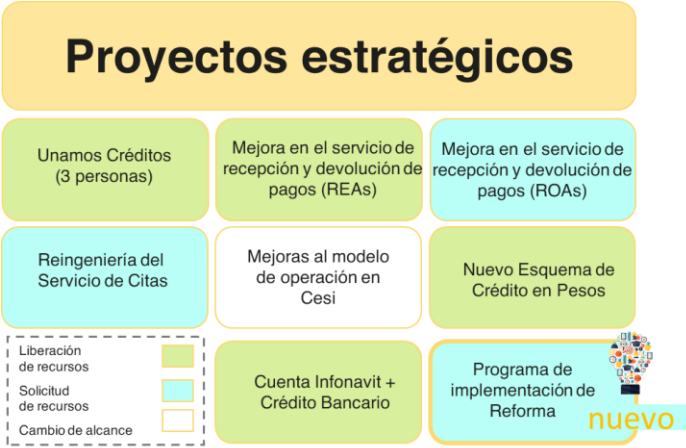 Proyectos estratégicos
Unamos Créditos
(3 personas)
Mejora en el servicio de
recepción y devolución de
pagos (REAs)
Mejora en el servicio de
recepción y devolución de
pagos (ROAs)
Reingeniería del
Servicio de Citas
Mejoras al modelo
de operación en
Cesi
Nuevo Esquema de
Crédito en Pesos
Liberación
de recursos
Solicitud
de recursos
Cambio de alcance
Cuenta Infonavit +
Crédito Bancario
Programa de
implementación de
Reforma
nuevo